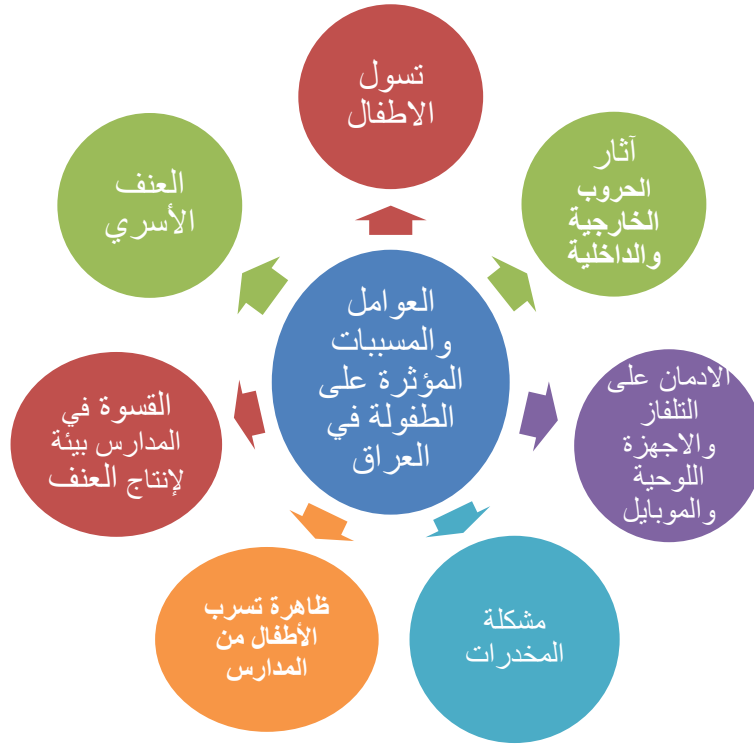 تسول
الاطفال
آثار
الحروب
الخارجية
والداخلية
العنف
الأسري
العوامل
والمسببات
المؤثرة على
الطفولة في
العراق
الادمان على
التلفاز
والاجهزة
اللوحية
والموبايل
القسوة في
المدارس بيئة
لإنتاج العنف
مشكلة
المخدرات
ظاهرة تسرب
الأطفال من
المدارس